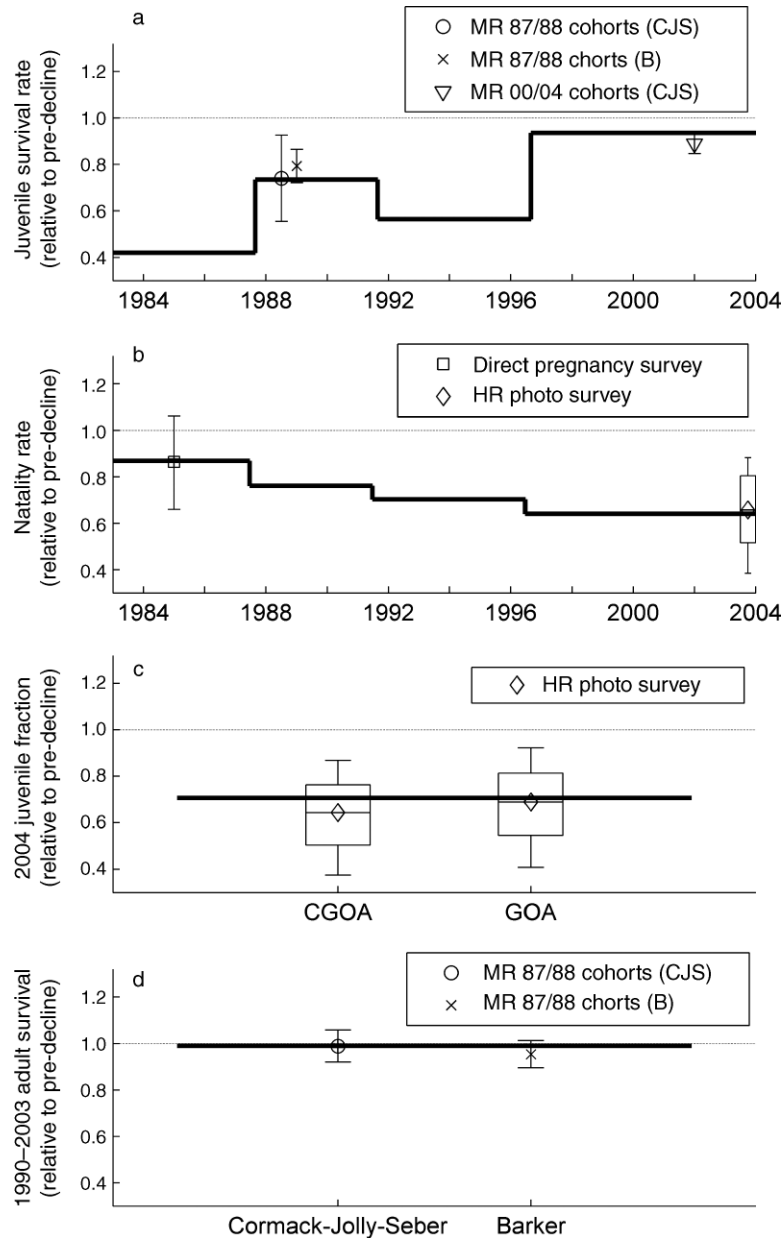 a
MR 87/88 cohorts (CJS)
MR 87/88 chorts (B)
MR 00/04 cohorts (CJS)
Juvenile survival rate
(relative to pre-decline)
1.2
1.0
0.8
0.6
0.4
1984 1988 1992 1996 2000 2004
b
Direct pregnancy survey
HR photo survey
Natality rate
(relative to pre-decline)
1.2
1.0
0.8
0.6
0.4
1984 1988 1992 1996 2000 2004
c
HR photo survey
2004 juvenile fraction
(relative to pre-decline)
1.2
1.0
0.8
0.6
0.4
CGOA GOA
d
MR 87/88 cohorts (CJS)
MR 87/88 chorts (B)
1990–2003 adult survival
(relative to pre-decline)
1.2
1.0
0.8
0.6
0.4
Cormack-Jolly-Seber Barker